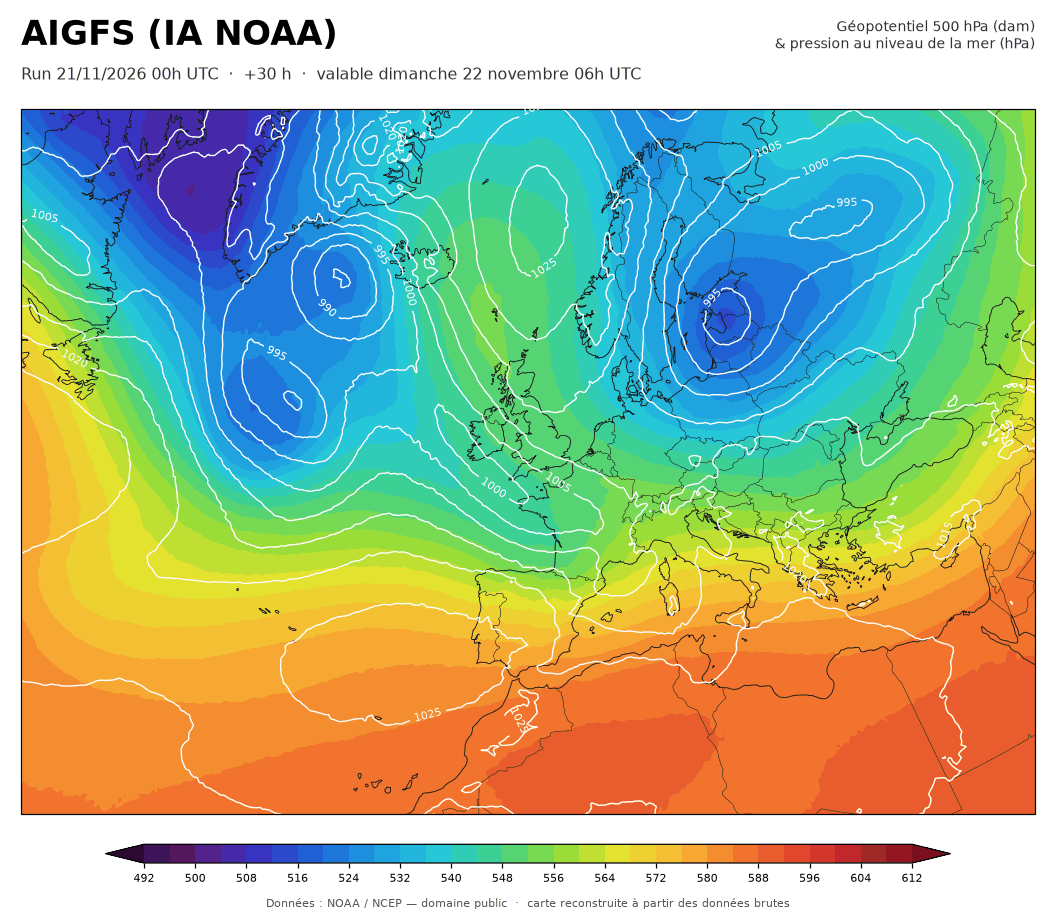 AIGFS (IA NOAA)
Géopotentiel 500 hPa (dam)
& pression au niveau de la mer (hPa)
Run 21/11/2026 00h UTC · +30 h · valable dimanche 22 novembre 06h UTC
1020
1005
1000
1005
995
995
1000
1025
990
995
995
1020
1005
1000
1015
1025
1025
492 500 508 516 524 532 540 548 556 564 572 580 588 596 604 612
Données : NOAA / NCEP — domaine public · carte reconstruite à partir des données brutes